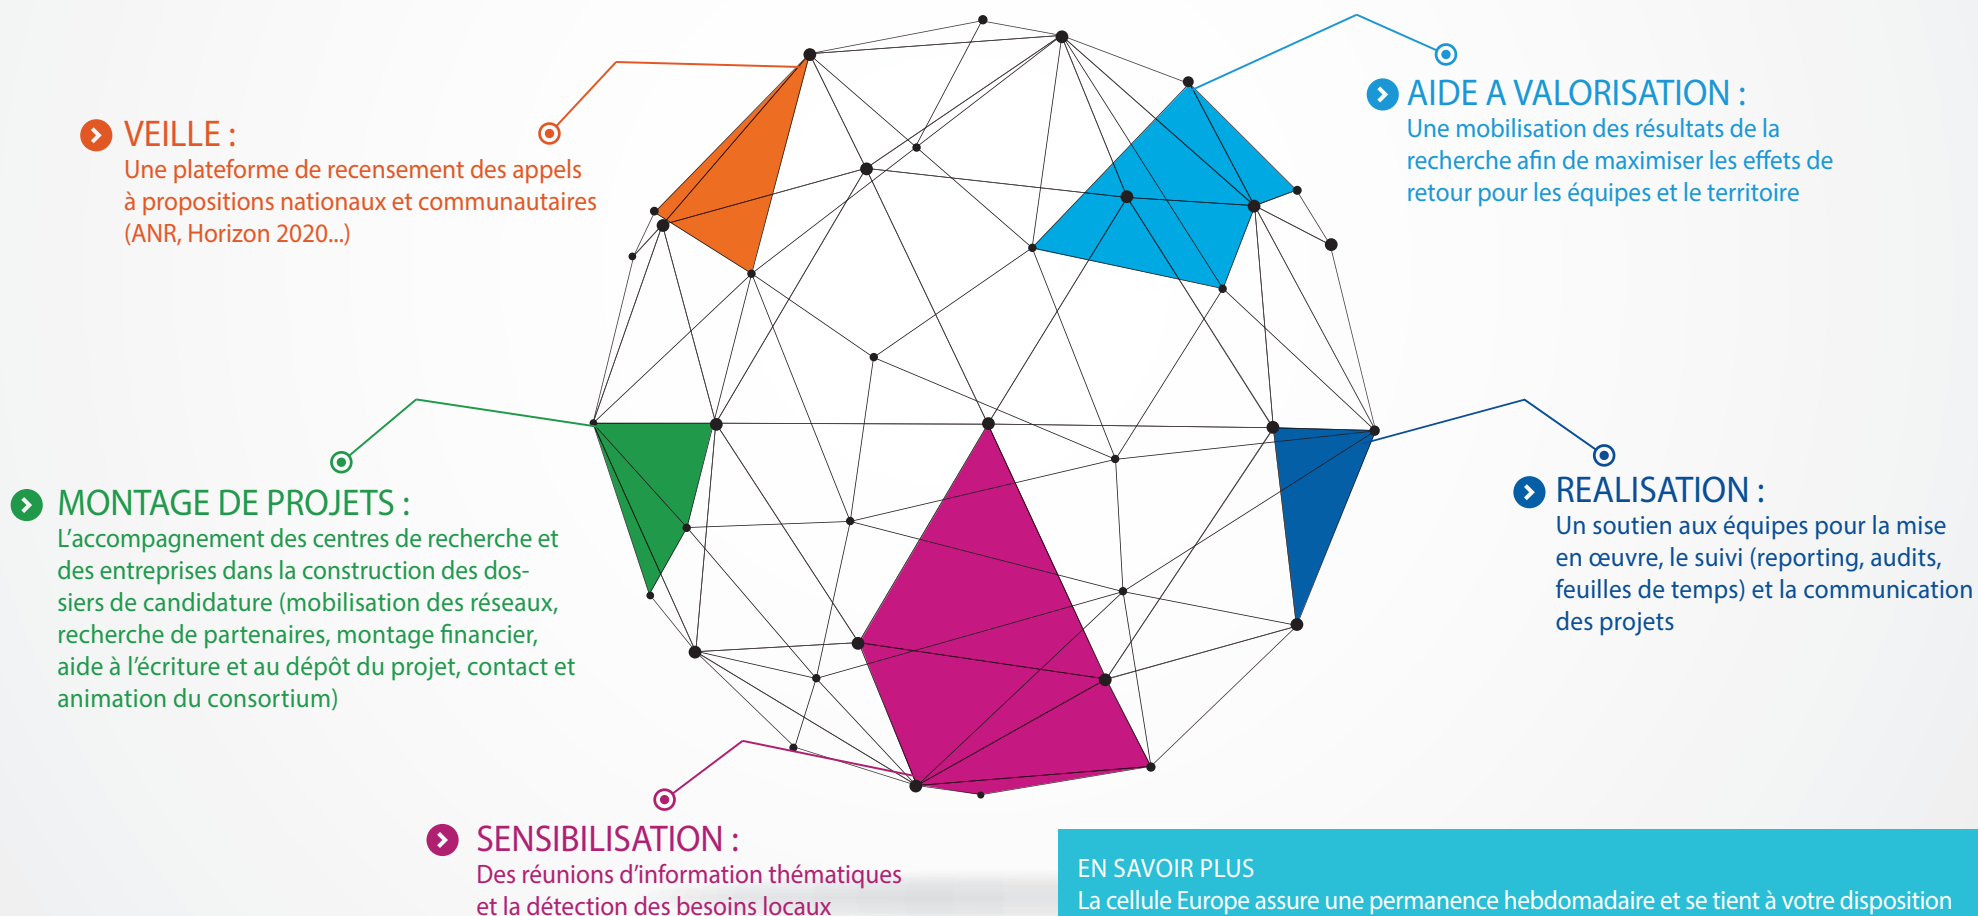 VEILLE :
Une plateforme de recensement des appels
à propositions nationaux et communautaires
(ANR, Horizon 2020...)
AIDE A VALORISATION :
Une mobilisation des résultats de la
recherche afin de maximiser les effets de
retour pour les équipes et le territoire
MONTAGE DE PROJETS :
L’accompagnement des centres de recherche et
des entreprises dans la construction des dos-
siers de candidature (mobilisation des réseaux,
recherche de partenaires, montage financier,
aide à l’écriture et au dépôt du projet, contact et
animation du consortium)
REALISATION :
Un soutien aux équipes pour la mise
en œuvre, le suivi (reporting, audits,
feuilles de temps) et la communication
des projets
SENSIBILISATION :
Des réunions d’information thématiques
et la détection des besoins locaux
EN SAVOIR PLUS
La cellule Europe assure une permanence hebdomadaire et se tient à votre disposition